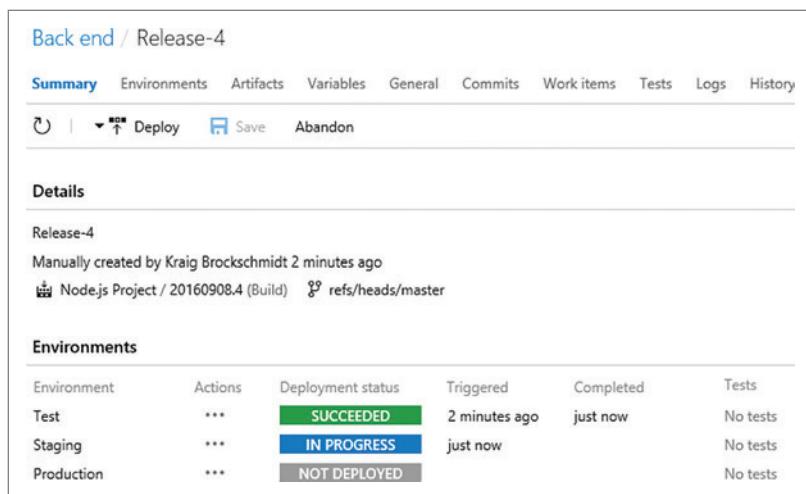 Back end / Release-4
Summary Environments Artifacts Variables General Commits Work items Tests Logs History
Deploy Save Abandon
Details
Release-4
Manually created by Kraig Brockschmidt 2 minutes ago
Node.js Project / 20160908.4 (Build) refs/heads/master
Environments
Environment Actions Deployment status Triggered Completed Tests
Test ... SUCCEEDED 2 minutes ago just now No tests
Staging ... IN PROGRESS just now No tests
Production ... NOT DEPLOYED No tests